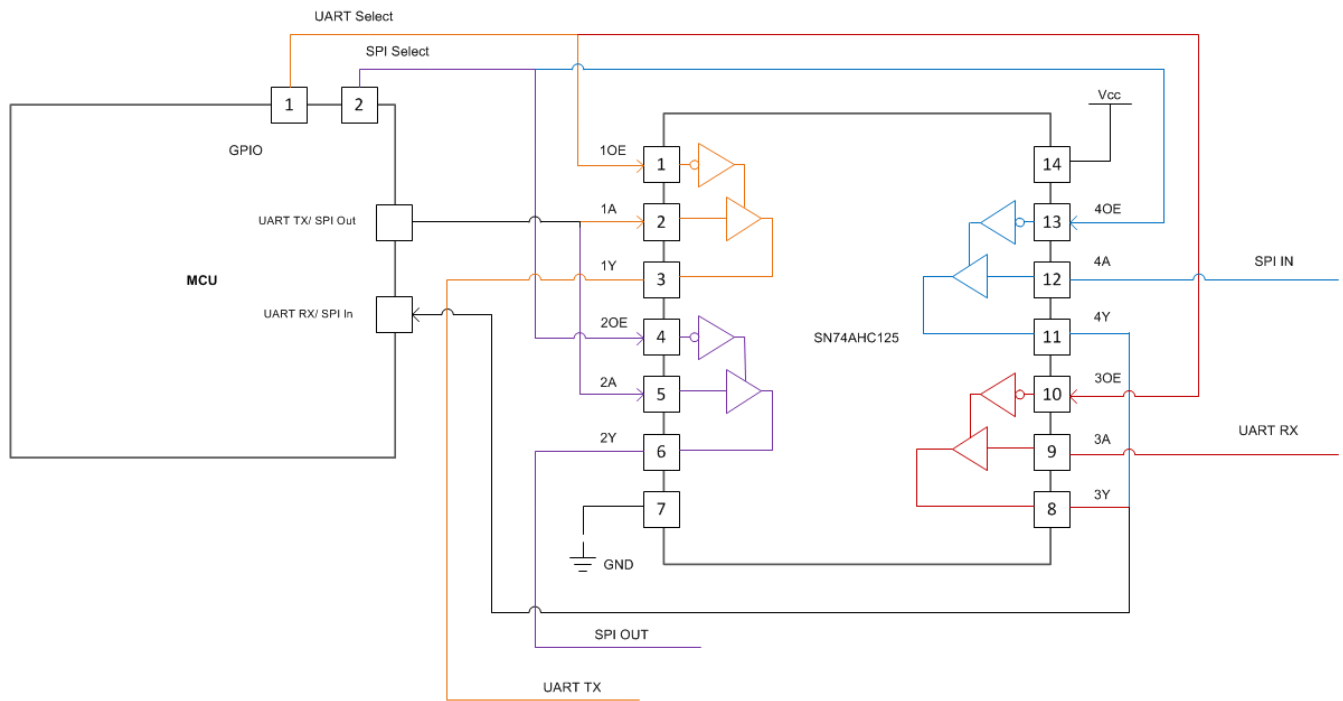 UART Select
SPI Select
1 2
GPIO
UART TX/ SPI Out
MCU
UART RX/ SPI In
1OE 1
1A 2
1Y 3
2OE 4
2A 5
2Y 6
7
GND
SN74AHC125
Vcc
14
13 4OE
12 4A
SPI IN
11 4Y
10 3OE
UART RX
9 3A
8 3Y
SPI OUT
UART TX